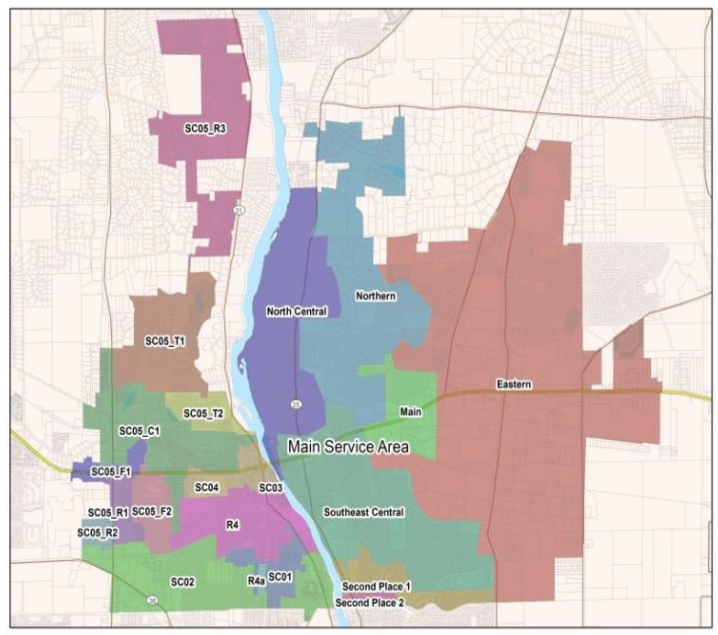 SC05_R3
Northern
North Central
SC05_T1
Eastern
SC05_T2
Main
SC05_C1
Main Service Area
SC05_F1
SC04
SC03
SC05_R1
SC05_F2
Southeast Central
R4
SC05_R2
SC02
R4a
SC01
Second Place 1
Second Place 2
25